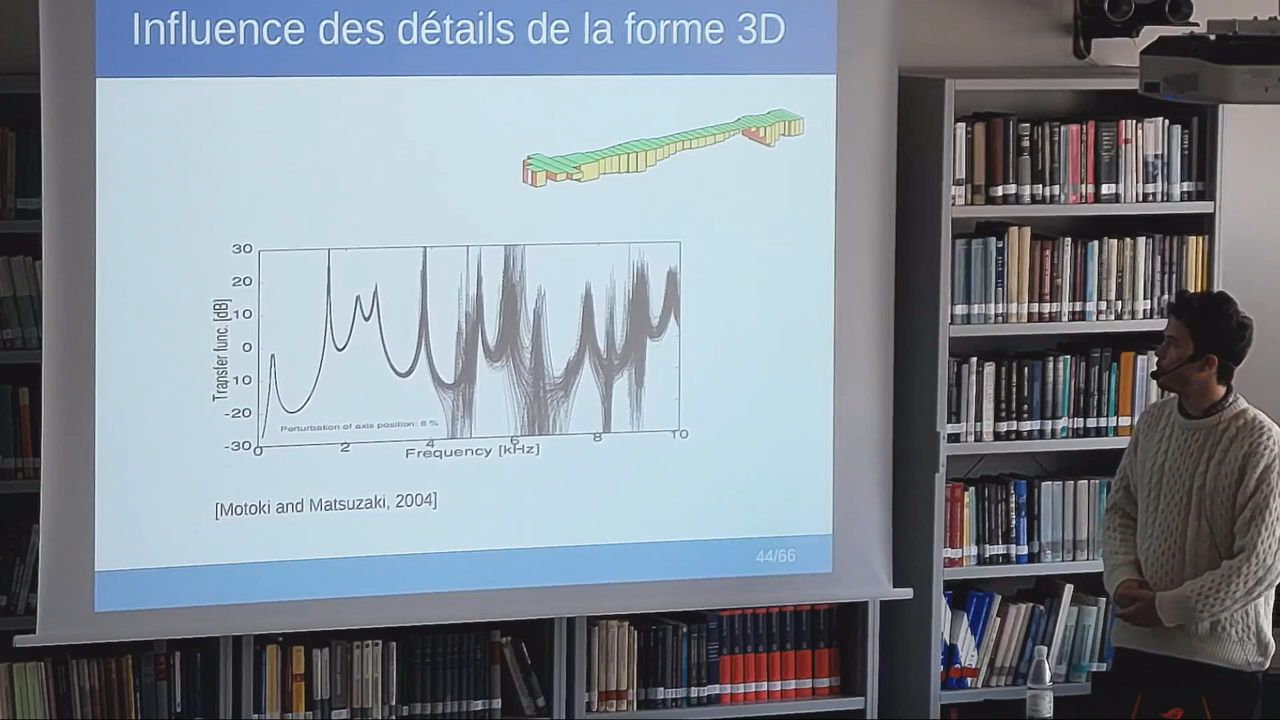 Influence des détails de la forme 3D
30
20
10
0
10
-20
-30
Transfer func. [dB]
Perturbation of axis position: 8 %
0 2 4 6 8 10
Frequency [kHz]
[Motoki and Matsuzaki, 2004]
44/66